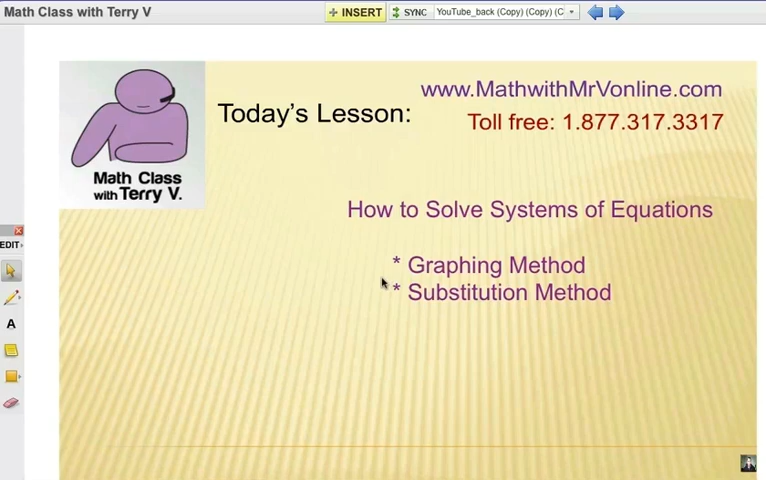 Math Class with Terry V
+ INSERT
SYNC
YouTube_back (Copy) (Copy) (C
www.MathwithMrVonline.com
Today's Lesson:
Toll free: 1.877.317.3317
Math Class
with Terry V.
How to Solve Systems of Equations
EDIT
* Graphing Method
* Substitution Method
A